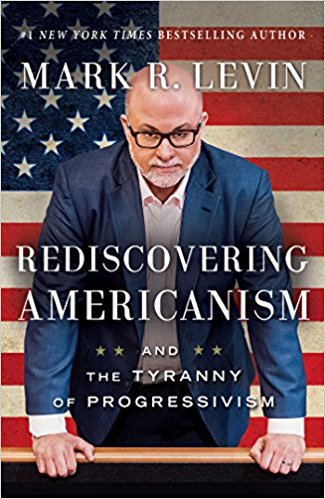 #1 NEW YORK TIMES BESTSELLING AUTHOR
MARK R. LEVIN
REDISCOVERING
AMERICANISM
AND
THE TYRANNY
OF PROGRESSIVISM